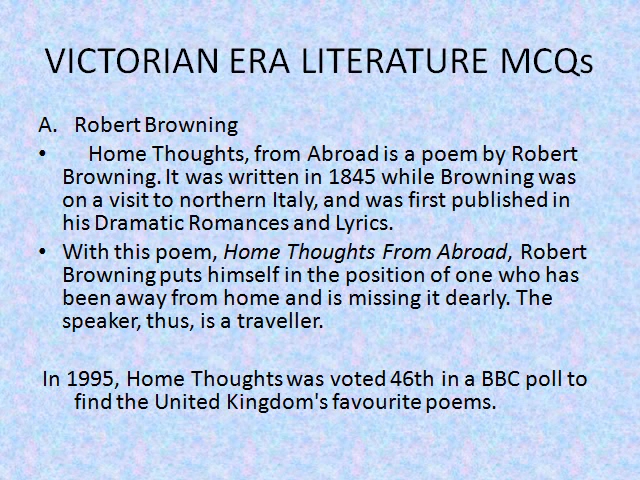 VICTORIAN ERA LITERATURE MCQs
A. Robert Browning
• Home Thoughts, from Abroad is a poem by Robert
Browning. It was written in 1845 while Browning was
on a visit to northern Italy, and was first published in
his Dramatic Romances and Lyrics.
• With this poem, Home Thoughts From Abroad, Robert
Browning puts himself in the position of one who has
been away from home and is missing it dearly. The
speaker, thus, is a traveller.
In 1995, Home Thoughts was voted 46th in a BBC poll to
find the United Kingdom's favourite poems.